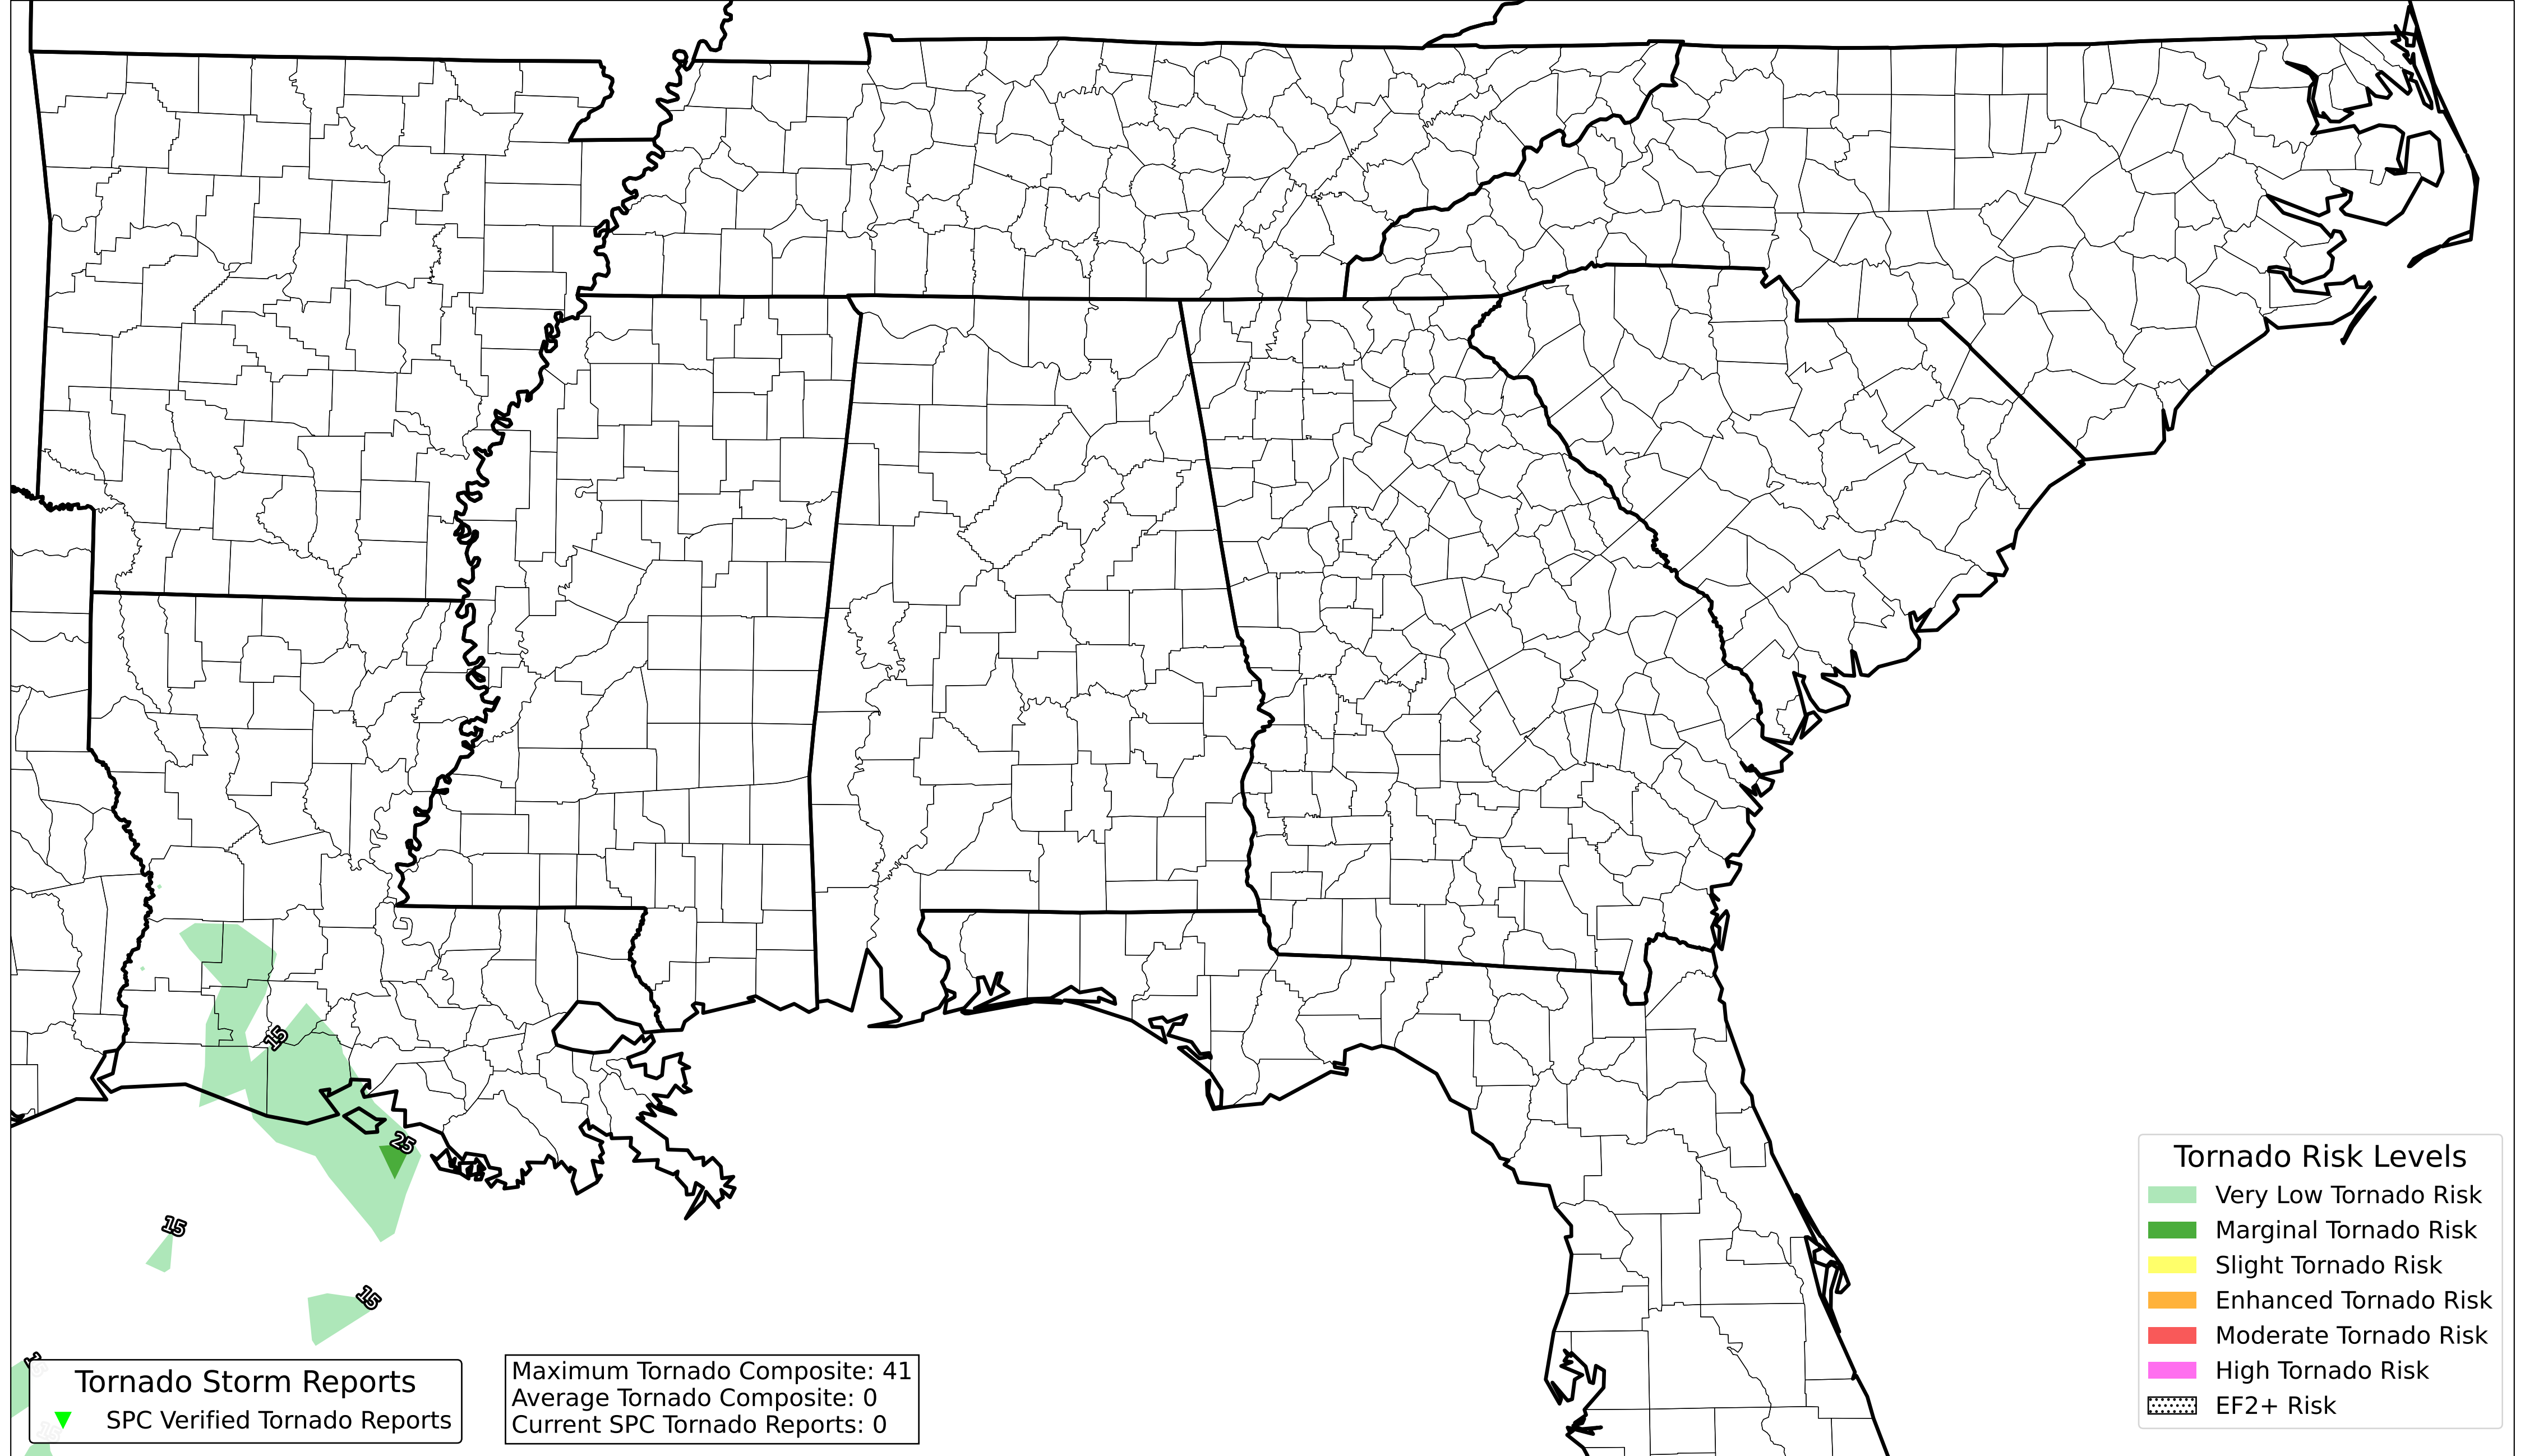 15
25
15
15
15
15
Tornado Storm Reports
SPC Verified Tornado Reports
Maximum Tornado Composite: 41
Average Tornado Composite: 0
Current SPC Tornado Reports: 0
Tornado Risk Levels
Very Low Tornado Risk
Marginal Tornado Risk
Slight Tornado Risk
Enhanced Tornado Risk
Moderate Tornado Risk
High Tornado Risk
EF2+ Risk